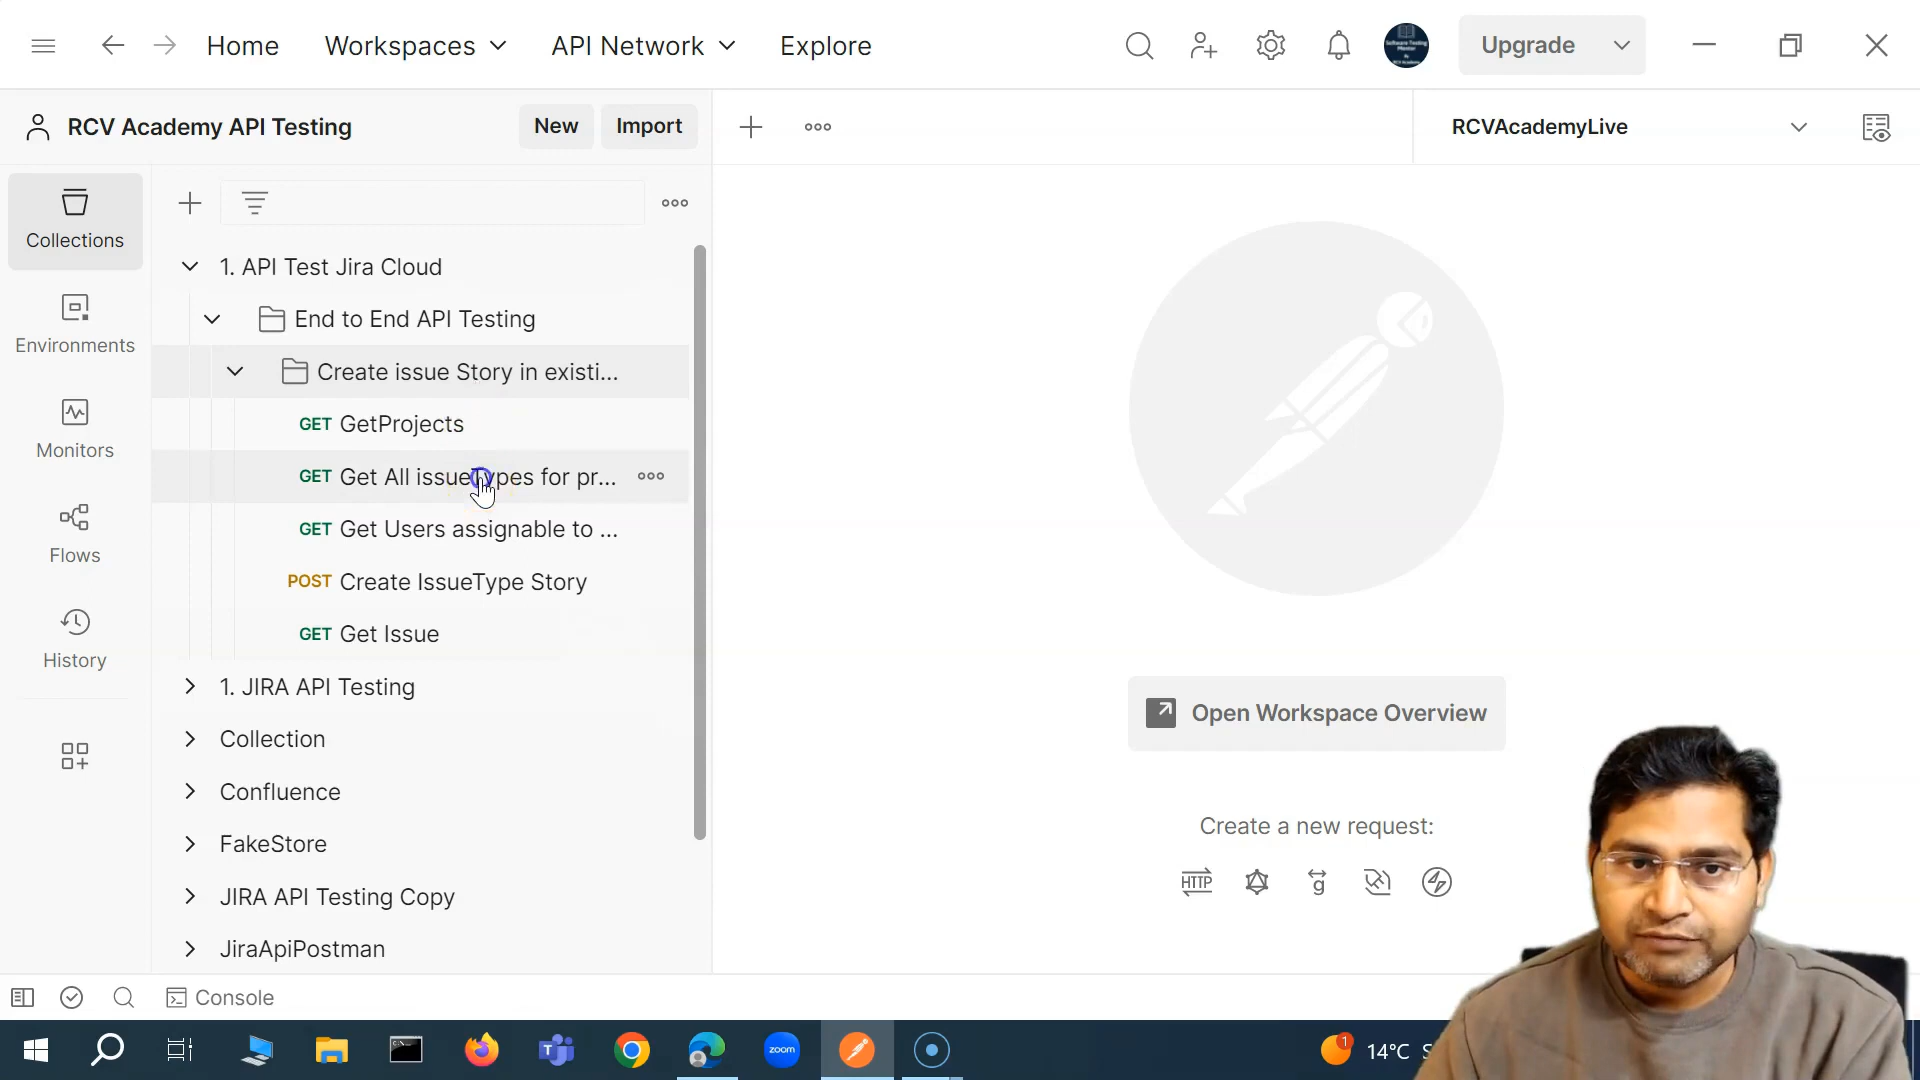 Home
Workspaces
API Network
Explore
Upgrade
RCV Academy API Testing
New
Import
RCVAcademyLive
Collections
Environments
Monitors
Flows
History
1. API Test Jira Cloud
End to End API Testing
Create issue Story in existi...
GET GetProjects
GET Get All issueTypes for pr...
GET Get Users assignable to ...
POST Create IssueType Story
GET Get Issue
1. JIRA API Testing
Collection
Confluence
FakeStore
JIRA API Testing Copy
JiraApiPostman
Open Workspace Overview
Create a new request:
HTTP
g
Console
zoom
1
14°C